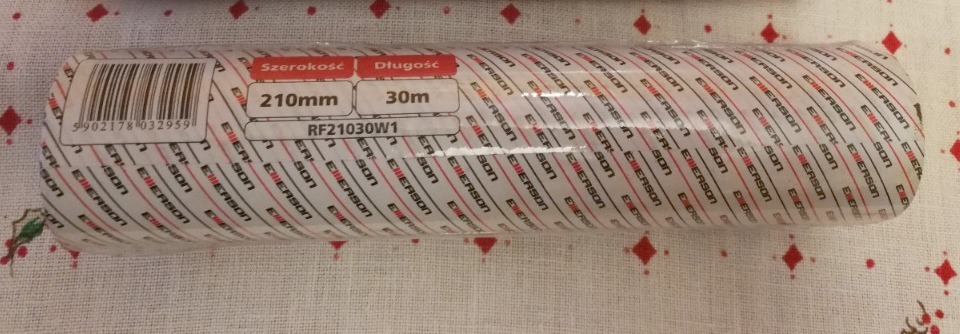 Szerokość Długość
210mm 30m
RF21030W1
5902178032959
EMERSON